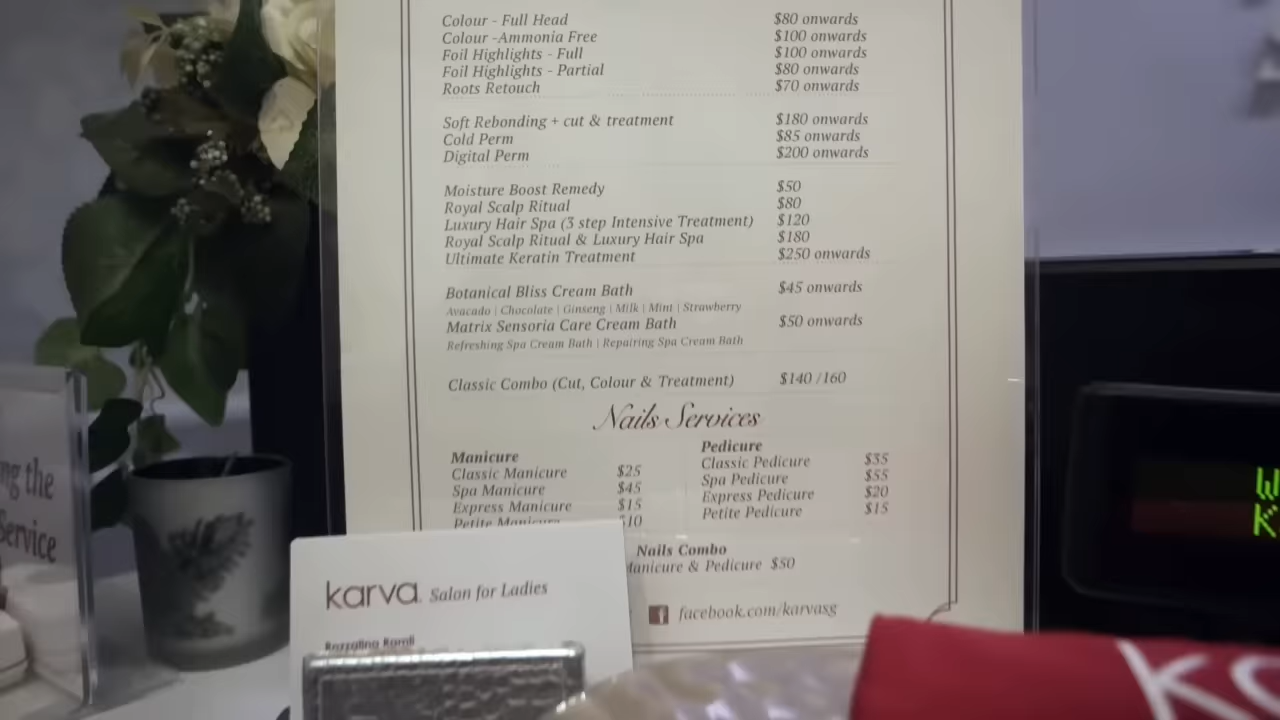 Colour - Full Head $80 onwards
Colour -Ammonia Free $100 onwards
Foil Highlights - Full $100 onwards
Foil Highlights - Partial $80 onwards
Roots Retouch $70 onwards
Soft Rebonding + cut & treatment $180 onwards
Cold Perm $85 onwards
Digital Perm $200 onwards
Moisture Boost Remedy $50
Royal Scalp Ritual $80
Luxury Hair Spa (3 step Intensive Treatment) $120
Royal Scalp Ritual & Luxury Hair Spa $180
Ultimate Keratin Treatment $250 onwards
Botanical Bliss Cream Bath $45 onwards
Avacado | Chocolate | Ginseng | Milk | Mint | Strawberry
Matrix Sensoria Care Cream Bath $50 onwards
Refreshing Spa Cream Bath | Repairing Spa Cream Bath
Classic Combo (Cut, Colour & Treatment) $140 /160
Nails Services
Manicure
Classic Manicure $25
Spa Manicure $45
Express Manicure $15
Petite Manicure $10
Pedicure
Classic Pedicure $35
Spa Pedicure $55
Express Pedicure $20
Petite Pedicure $15
Nails Combo
Manicure & Pedicure $50
facebook.com/karvasg
karva. Salon for Ladies
Rozzalina Ramli
ng the
Service
W
K